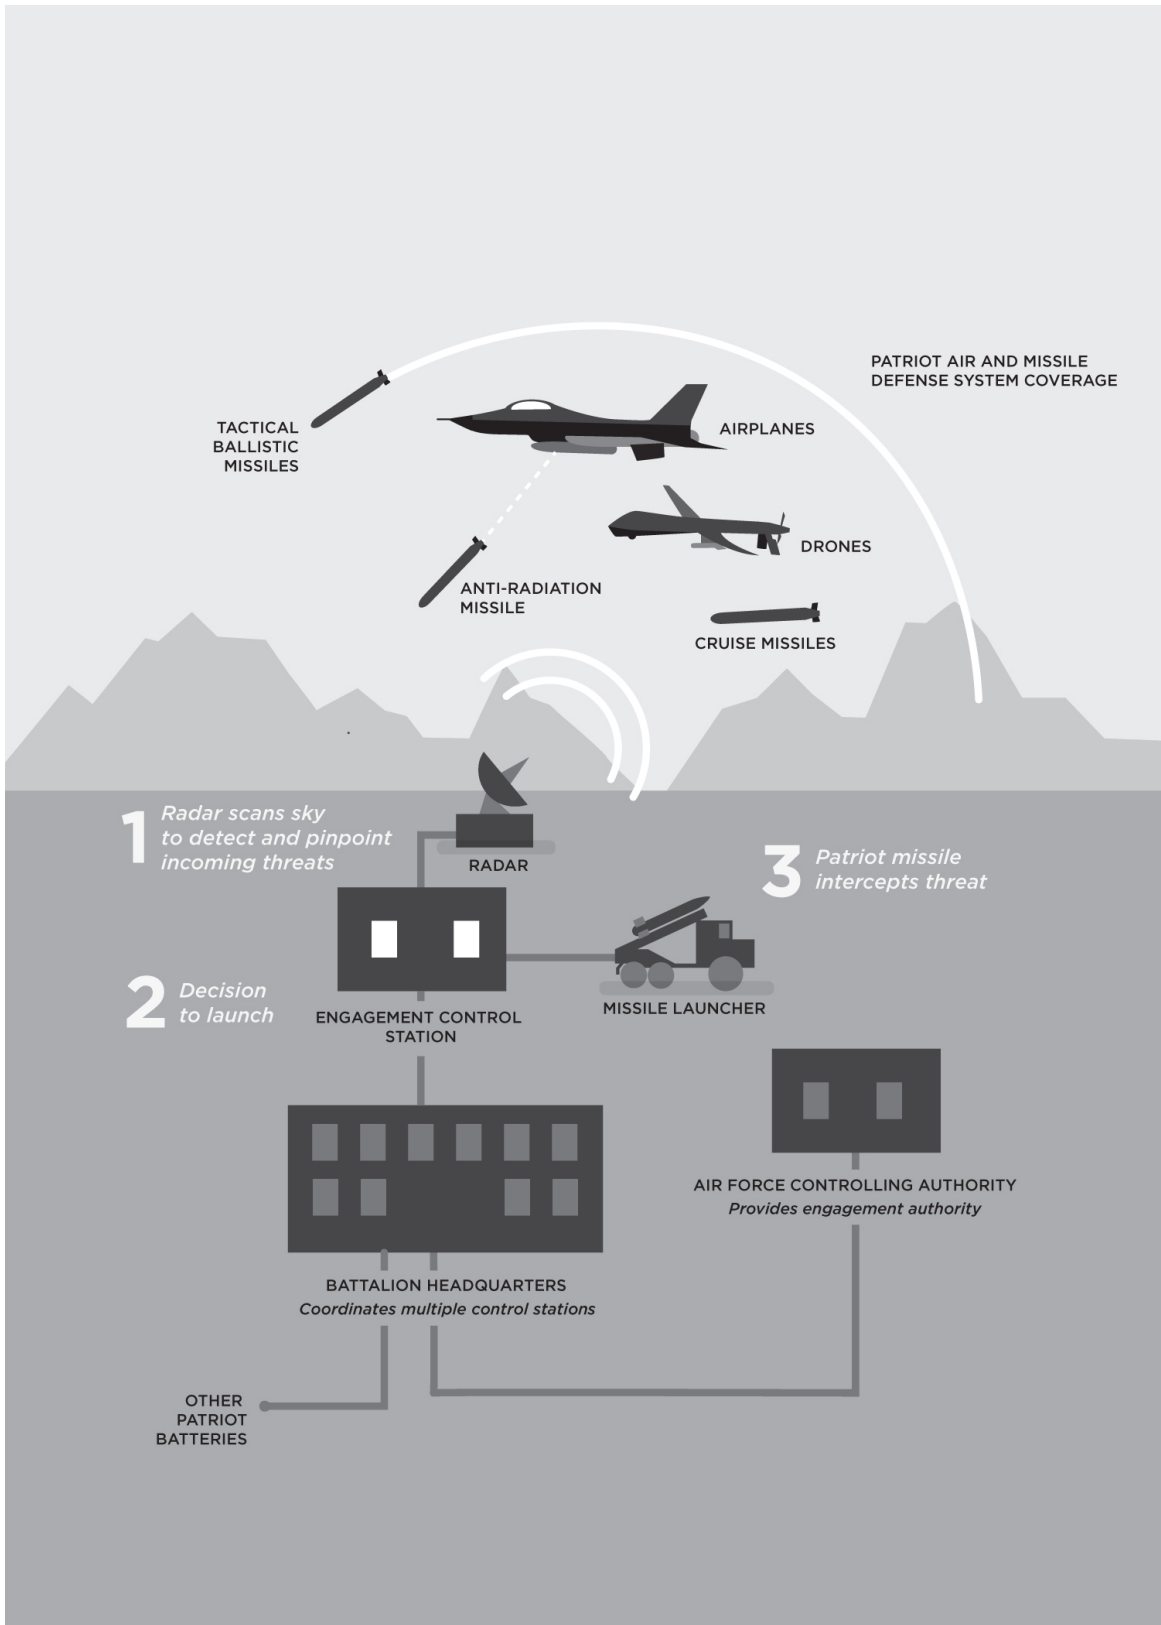 PATRIOT AIR AND MISSILE
DEFENSE SYSTEM COVERAGE
TACTICAL
BALLISTIC
MISSILES
AIRPLANES
DRONES
ANTI-RADIATION
MISSILE
CRUISE MISSILES
1
Radar scans sky
to detect and pinpoint
incoming threats
RADAR
3
Patriot missile
intercepts threat
2
Decision
to launch
ENGAGEMENT CONTROL
STATION
MISSILE LAUNCHER
AIR FORCE CONTROLLING AUTHORITY
Provides engagement authority
BATTALION HEADQUARTERS
Coordinates multiple control stations
OTHER
PATRIOT
BATTERIES